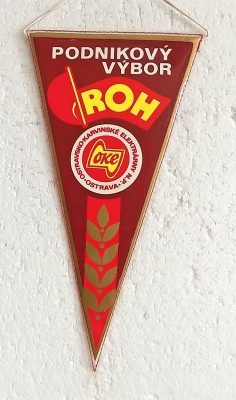 PODNIKOVÝ
VÝBOR
ROH
OSTRAVSKO-KARVINSKÉ ELEKTRÁRNY N.P.
OKE
• OSTRAVA •